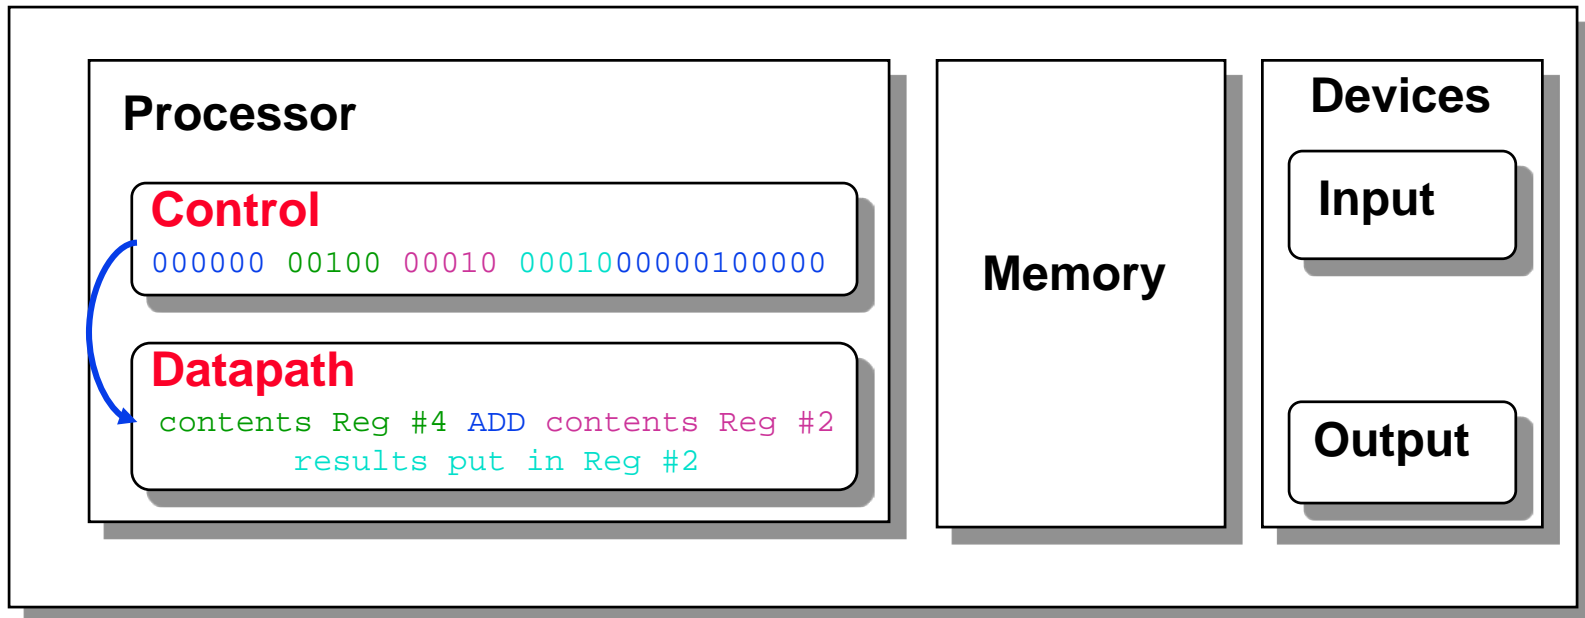 Processor
Control
000000 00100 00010 0001000000100000
Datapath
contents Reg #4 ADD contents Reg #2
results put in Reg #2
Memory
Devices
Input
Output